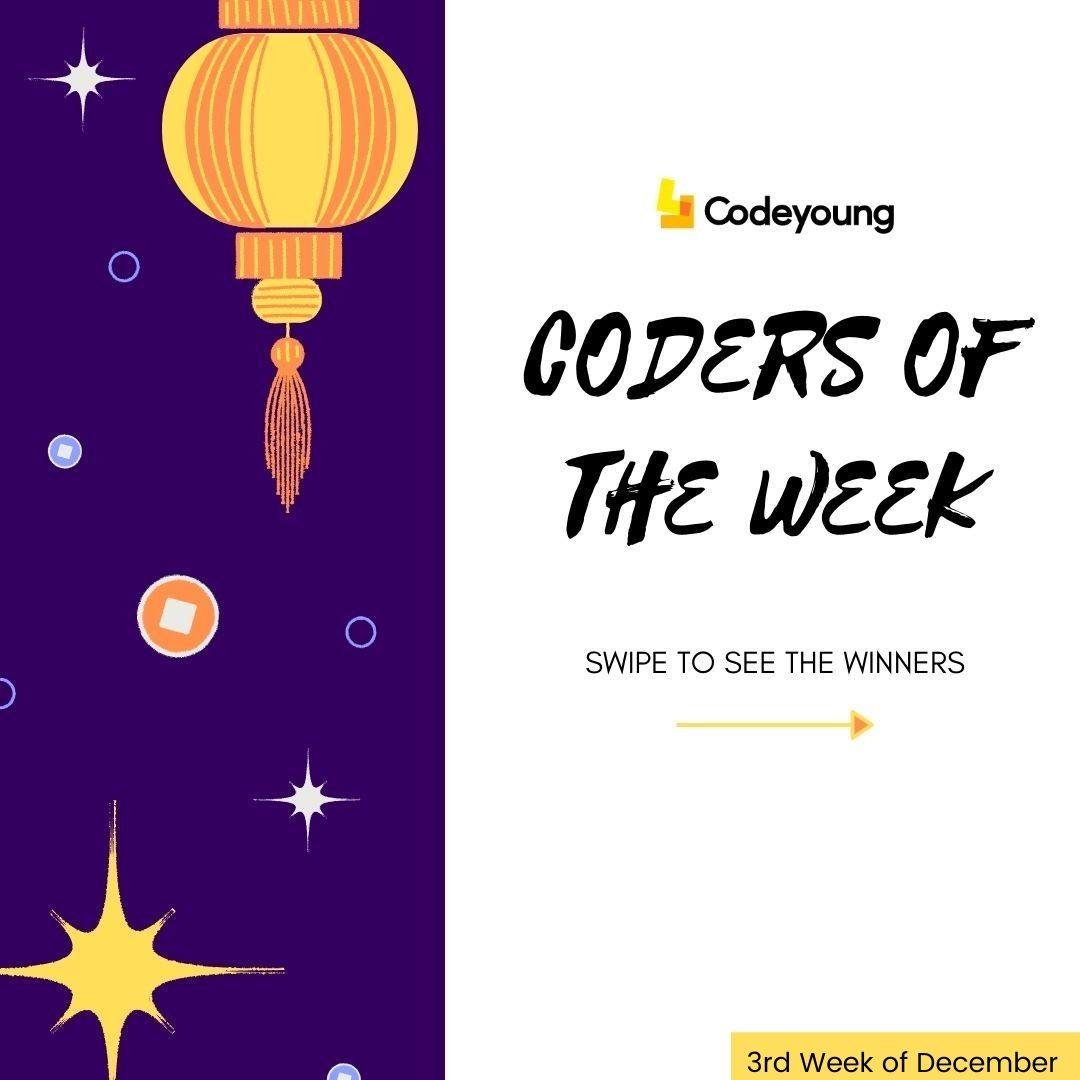 Codeyoung
CODERS OF
THE WEEK
SWIPE TO SEE THE WINNERS
3rd Week of December